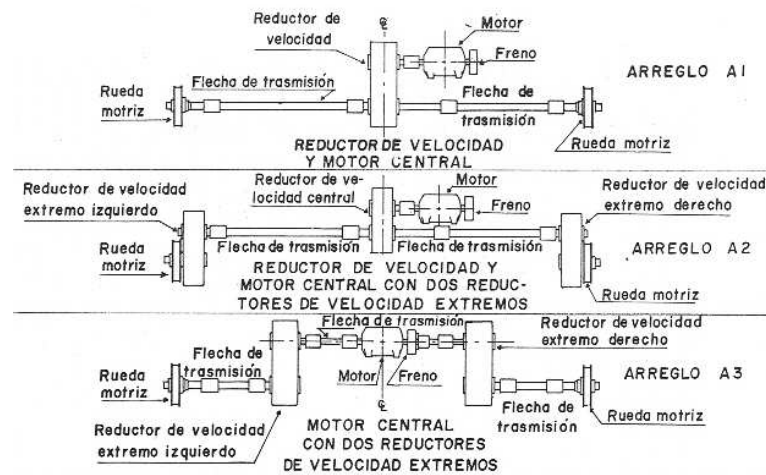 Reductor de
velocidad
℄
Motor
Freno
ARREGLO A1
Rueda
motriz
Flecha de trasmisión
Flecha de
trasmisión
Rueda motriz
REDUCTOR DE VELOCIDAD
Y MOTOR CENTRAL
Reductor de velocidad
extremo izquierdo
Reductor de ve-
locidad central
Motor
Freno
Reductor de velocidad
extremo derecho
ARREGLO A2
Rueda
motriz
Flecha de trasmisión
Flecha de trasmisión
Rueda motriz
REDUCTOR DE VELOCIDAD Y
MOTOR CENTRAL CON DOS REDUC-
TORES DE VELOCIDAD EXTREMOS
Flecha de trasmisión
Reductor de velocidad
extremo derecho
ARREGLO A3
Flecha de
trasmisión
Rueda
motriz
Motor
Freno
℄
Flecha de
trasmisión
Rueda motriz
Reductor de velocidad
extremo izquierdo
MOTOR CENTRAL
CON DOS REDUCTORES
DE VELOCIDAD EXTREMOS